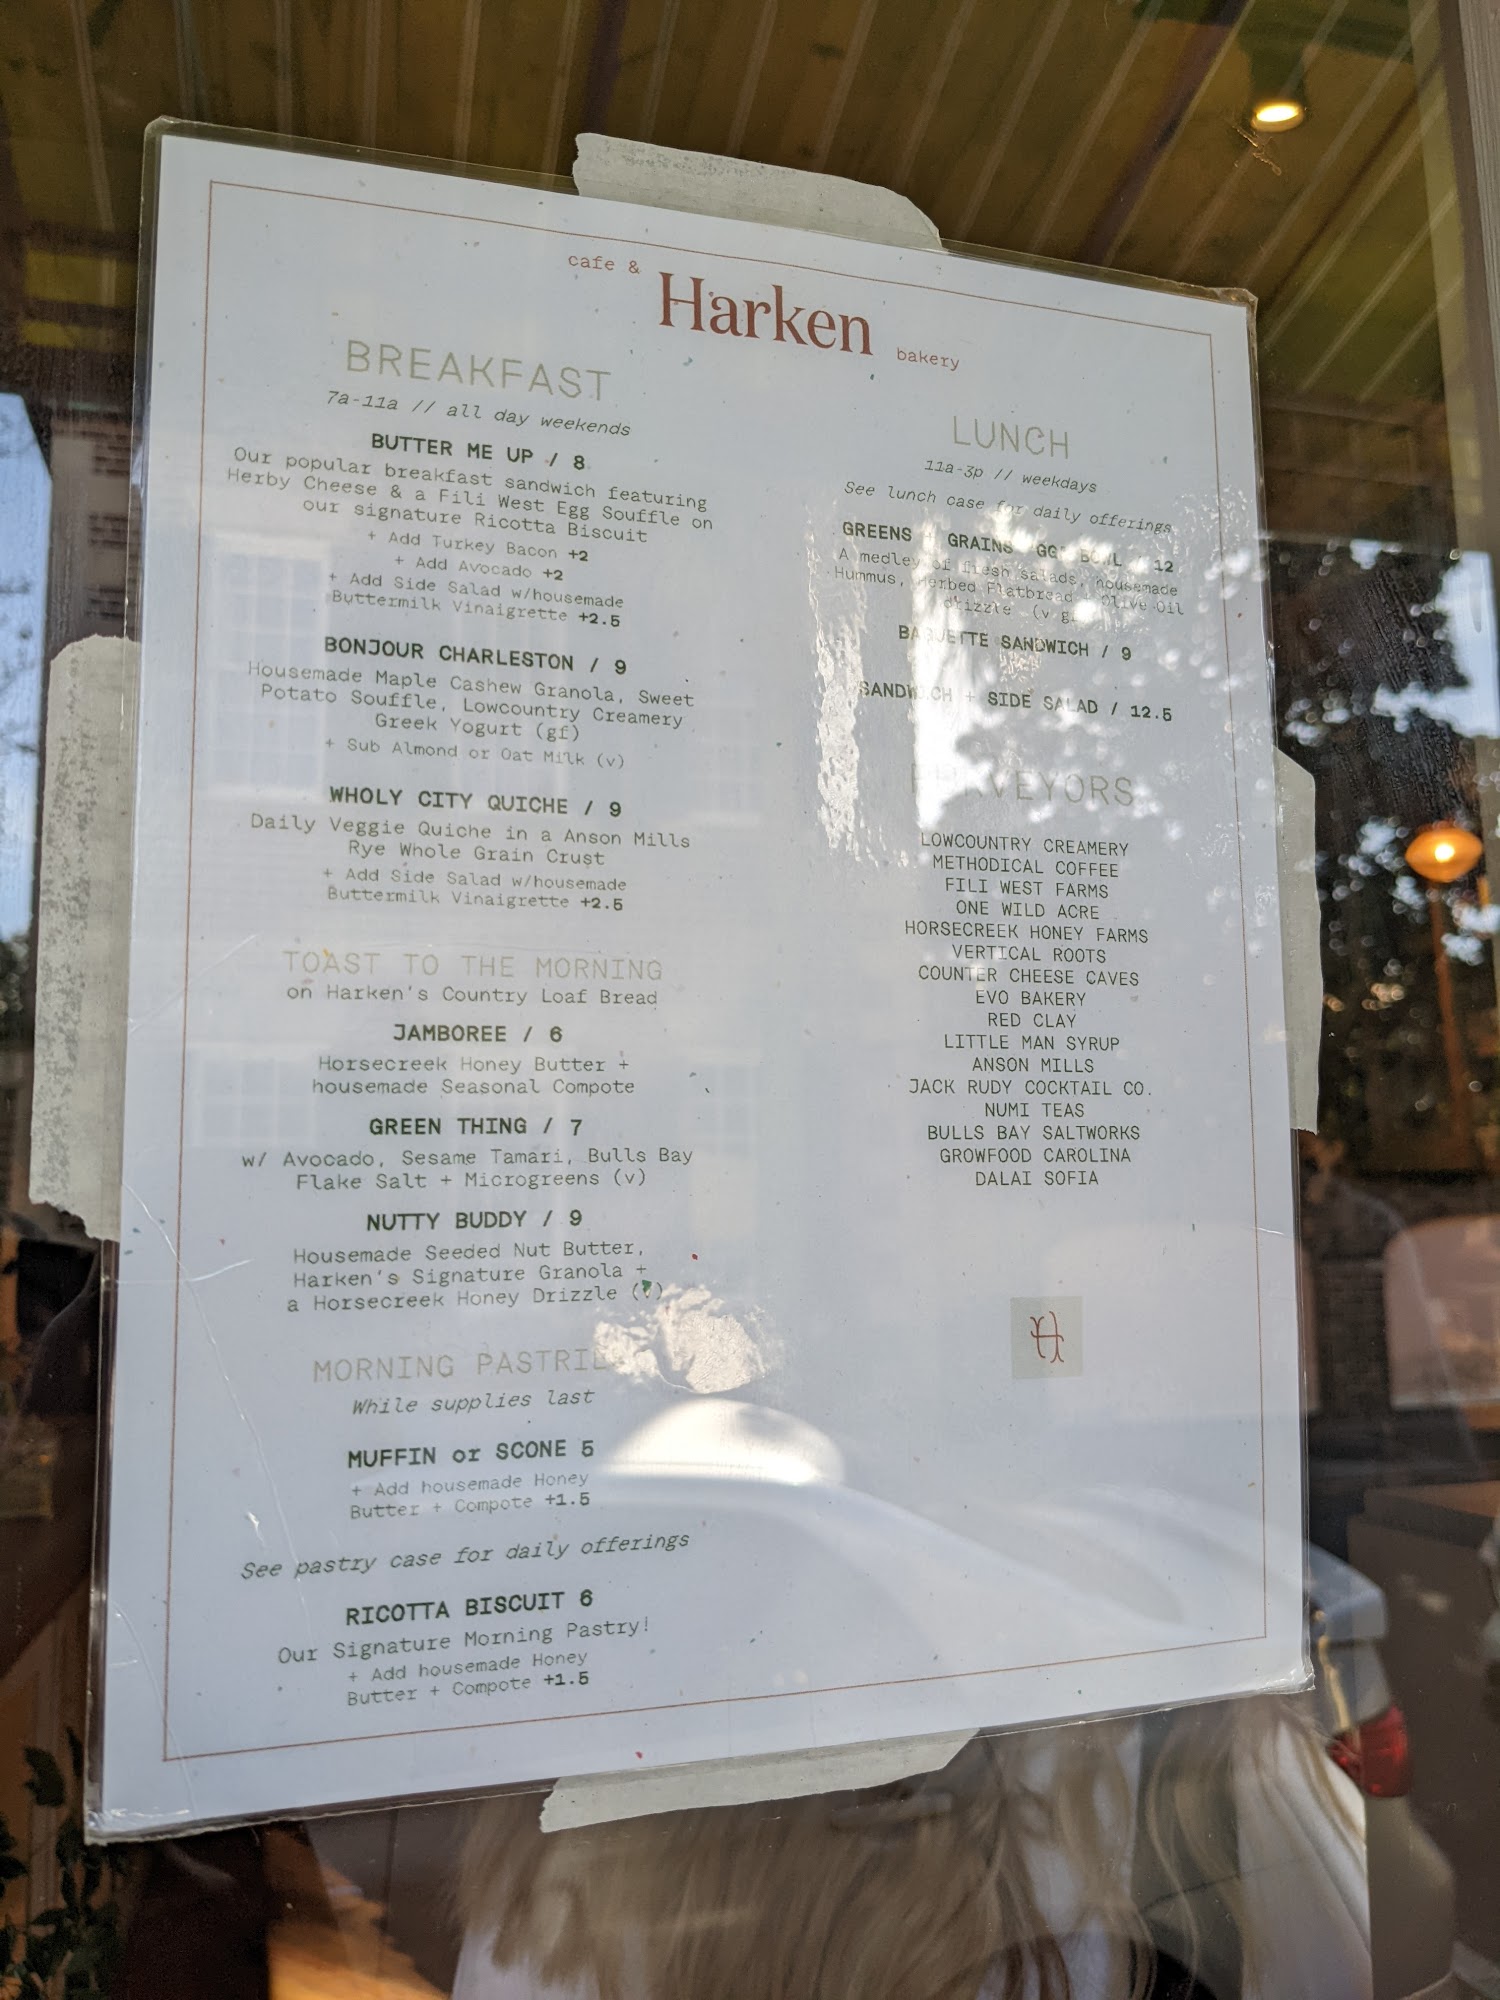 cafe &
Harken
bakery
BREAKFAST
7a-11a // all day weekends
BUTTER ME UP / 8
Our popular breakfast sandwich featuring
Herby Cheese & a Fili West Egg Souffle on
our signature Ricotta Biscuit
+ Add Turkey Bacon +2
+ Add Avocado +2
+ Add Side Salad w/housemade
Buttermilk Vinaigrette +2.5
BONJOUR CHARLESTON / 9
Housemade Maple Cashew Granola, Sweet
Potato Souffle, Lowcountry Creamery
Greek Yogurt (gf)
+ Sub Almond or Oat Milk (v)
WHOLY CITY QUICHE / 9
Daily Veggie Quiche in a Anson Mills
Rye Whole Grain Crust
+ Add Side Salad w/housemade
Buttermilk Vinaigrette +2.5
TOAST TO THE MORNING
on Harken's Country Loaf Bread
JAMBOREE / 6
Horsecreek Honey Butter +
housemade Seasonal Compote
GREEN THING / 7
w/ Avocado, Sesame Tamari, Bulls Bay
Flake Salt + Microgreens (v)
NUTTY BUDDY / 9
Housemade Seeded Nut Butter,
Harken's Signature Granola +
a Horsecreek Honey Drizzle (v)
MORNING PASTRIES
While supplies last
MUFFIN or SCONE 5
+ Add housemade Honey
Butter + Compote +1.5
See pastry case for daily offerings
RICOTTA BISCUIT 6
Our Signature Morning Pastry!
+ Add housemade Honey
Butter + Compote +1.5
LUNCH
11a-3p // weekdays
See lunch case for daily offerings
GREENS + GRAINS BOWL 12
A medley of fresh salads, housemade
Hummus, Herbed Flatbread + Olive Oil
drizzle
BAGUETTE SANDWICH / 9
SANDWICH + SIDE SALAD / 12.5
PURVEYORS
LOWCOUNTRY CREAMERY
METHODICAL COFFEE
FILI WEST FARMS
ONE WILD ACRE
HORSECREEK HONEY FARMS
VERTICAL ROOTS
COUNTER CHEESE CAVES
EVO BAKERY
RED CLAY
LITTLE MAN SYRUP
ANSON MILLS
JACK RUDY COCKTAIL CO.
NUMI TEAS
BULLS BAY SALTWORKS
GROWFOOD CAROLINA
DALAI SOFIA
H